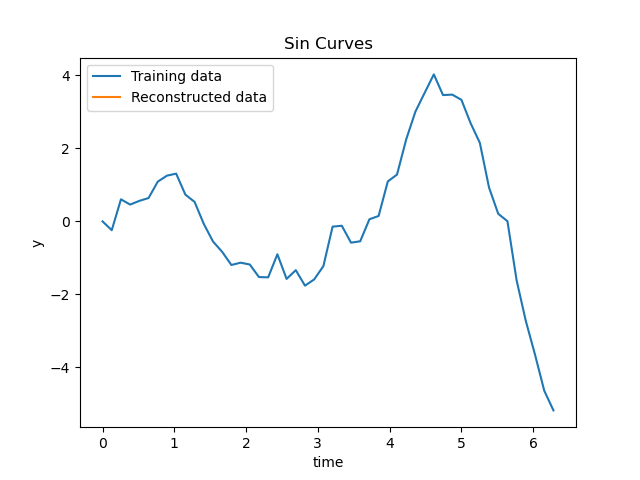 Sin Curves
Training data
Reconstructed data
4
2
0
−2
−4
y
0 1 2 3 4 5 6
time